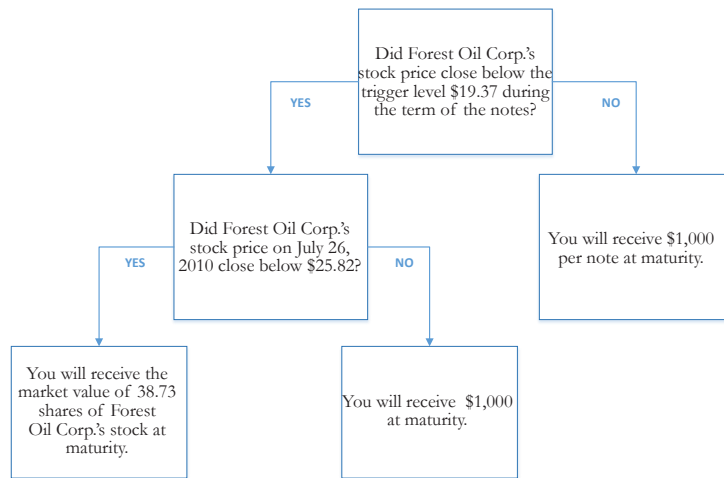 Did Forest Oil Corp.'s
stock price close below the
trigger level $19.37 during
the term of the notes?
YES
NO
Did Forest Oil Corp.'s
stock price on July 26,
2010 close below $25.82?
You will receive $1,000
per note at maturity.
YES
NO
You will receive the
market value of 38.73
shares of Forest
Oil Corp.'s stock at
maturity.
You will receive $1,000
at maturity.